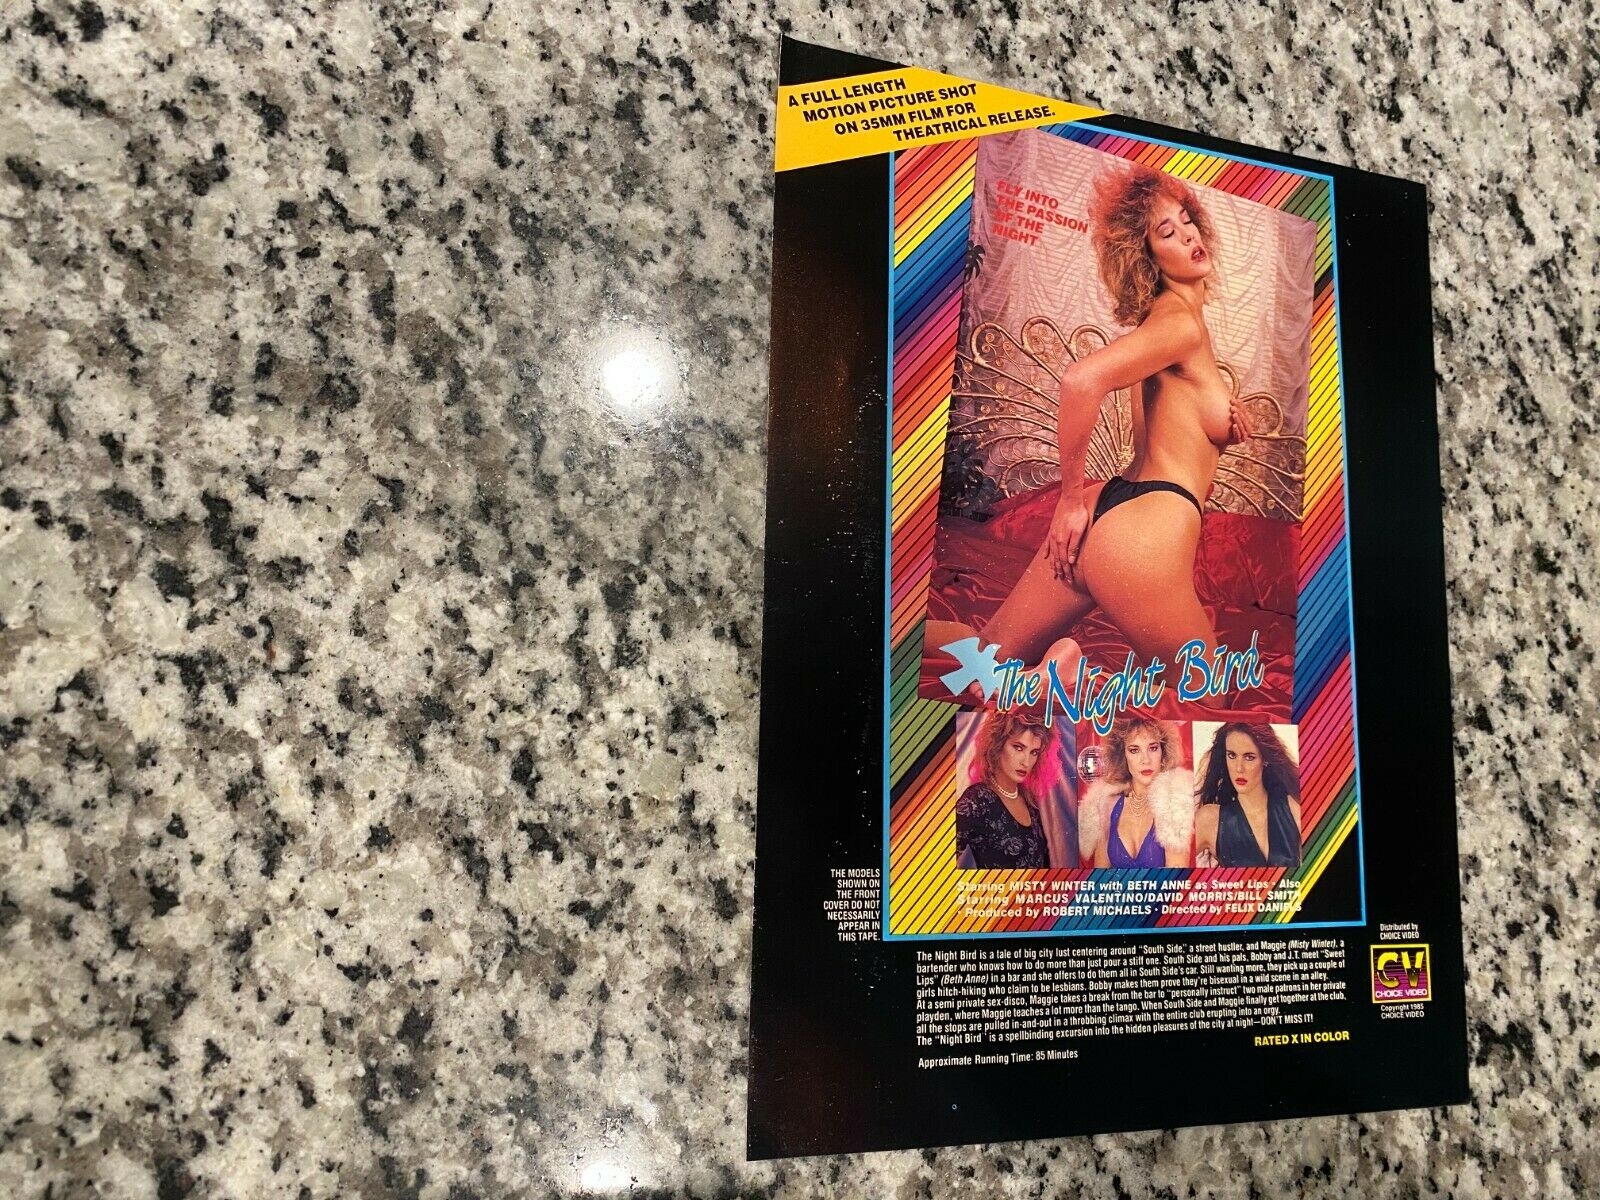 A FULL LENGTH
MOTION PICTURE SHOT
ON 35MM FILM FOR
THEATRICAL RELEASE.
FLY INTO
THE PASSION
OF THE
NIGHT
The Night Bird
THE MODELS
SHOWN ON
THE FRONT
COVER DO NOT
NECESSARILY
APPEAR IN
THIS TAPE.
Starring MISTY WINTER with BETH ANNE as Sweet Lips • Also
Starring MARCUS VALENTINO/DAVID MORRIS/BILL SMITH
• Produced by ROBERT MICHAELS • Directed by FELIX DANIELS
The Night Bird is a tale of big city lust centering around "South Side," a street hustler, and Maggie (Misty Winter), a
bartender who knows how to do more than just pour a stiff one. South Side and his pals, Bobby and J.T. meet "Sweet
Lips" (Beth Anne) in a bar and she offers to do them all in South Side's car. Still wanting more, they pick up a couple of
girls hitch-hiking who claim to be lesbians. Bobby makes them prove they're bisexual in a wild scene in an alley.
At a semi private sex-disco, Maggie takes a break from the bar to "personally instruct" two male patrons in her private
playden, where Maggie teaches a lot more than the tango. When South Side and Maggie finally get together at the club,
all the stops are pulled in-and-out in a throbbing climax with the entire club erupting into an orgy.
The "Night Bird" is a spellbinding excursion into the hidden pleasures of the city at night—DON'T MISS IT!
RATED X IN COLOR
Approximate Running Time: 85 Minutes
Distributed by
CHOICE VIDEO
CV
CHOICE VIDEO
Copyright 1985
CHOICE VIDEO